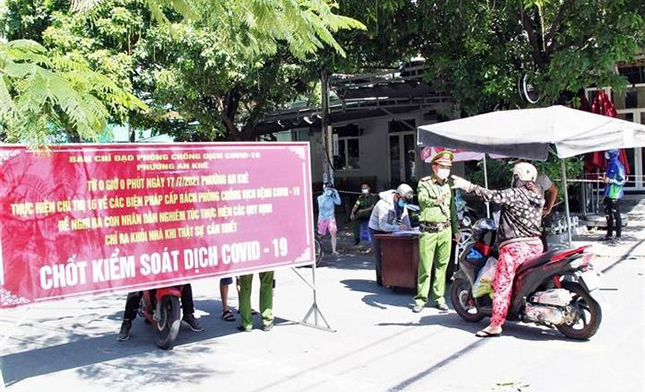 BAN CHỈ ĐẠO PHÒNG CHỐNG DỊCH COVID-19
PHƯỜNG AN KHÊ
TỪ 0 GIỜ 0 PHÚT NGÀY 17/7/2021 PHƯỜNG AN KHÊ
THỰC HIỆN CHỈ THỊ 16 VỀ CÁC BIỆN PHÁP CẤP BÁCH PHÒNG CHỐNG DỊCH BỆNH COVID - 19
ĐỀ NGHỊ BÀ CON NHÂN DÂN NGHIÊM TÚC THỰC HIỆN CÁC QUY ĐỊNH
CHỈ RA KHỎI NHÀ KHI THẬT SỰ CẦN THIẾT
CHỐT KIỂM SOÁT DỊCH COVID - 19